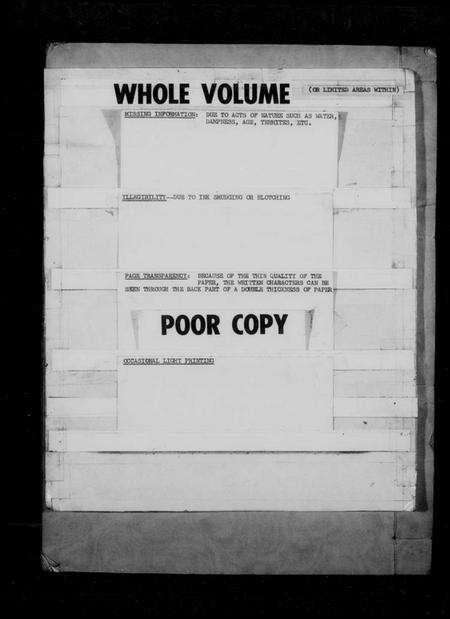 WHOLE VOLUME (OR LIMITED AREAS WITHIN)
MISSING INFORMATION: DUE TO ACTS OF NATURE SUCH AS WATER,
DAMPNESS, AGE, TERMITES, ETC.
ILLAGIBILITY--DUE TO INK SMUDGING OR BLOTCHING
PAGE TRANSPARENCY: BECAUSE OF THE THIN QUALITY OF THE
PAPER, THE WRITTEN CHARACTERS CAN BE
SEEN THROUGH THE BACK PART OF A DOUBLE THICKNESS OF PAPER
POOR COPY
OCCASIONAL LIGHT PRINTING